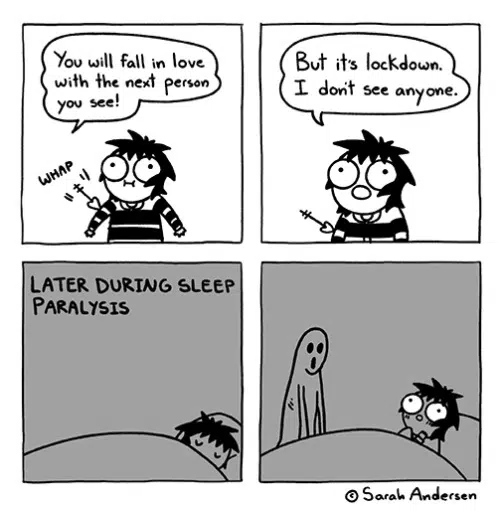 You will fall in love
with the next person
you see!
But it's lockdown.
I don't see anyone.
WHAP
LATER DURING SLEEP
PARALYSIS
© Sarah Andersen